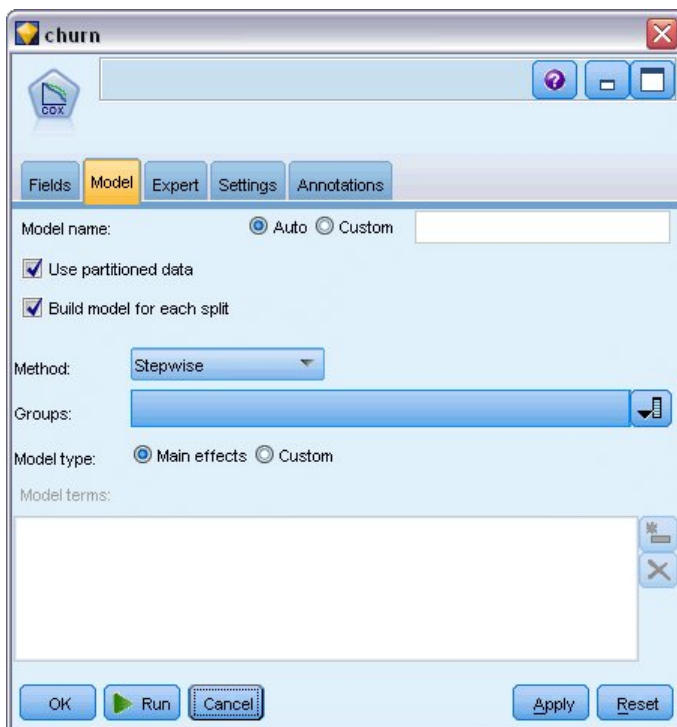 churn
COX
Fields Model Expert Settings Annotations
Model name: Auto Custom
Use partitioned data
Build model for each split
Method: Stepwise
Groups:
Model type: Main effects Custom
Model terms:
OK Run Cancel Apply Reset